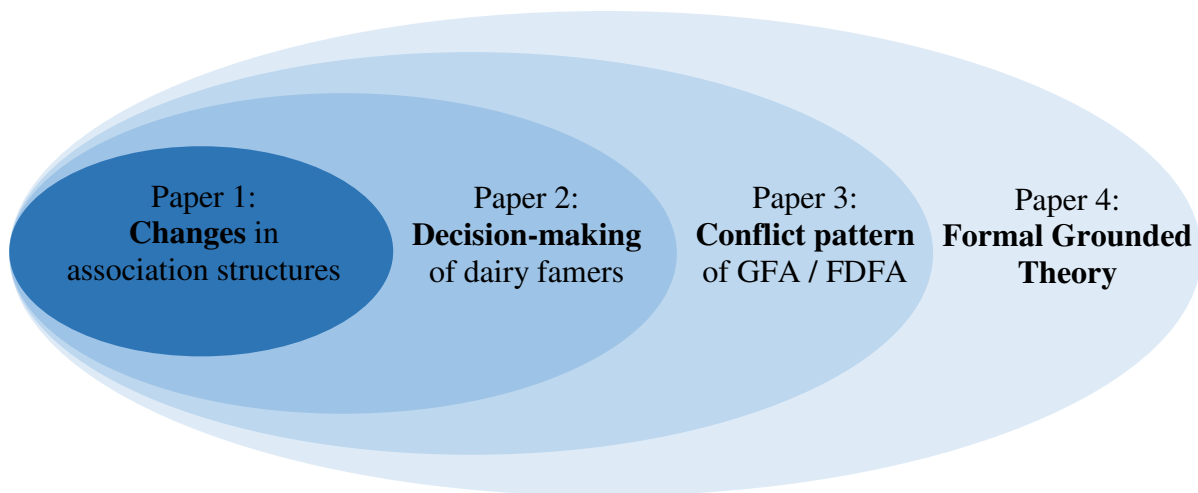 Paper 1:
Changes in
association structures
Paper 2:
Decision-making
of dairy famers
Paper 3:
Conflict pattern
of GFA / FDFA
Paper 4:
Formal Grounded
Theory